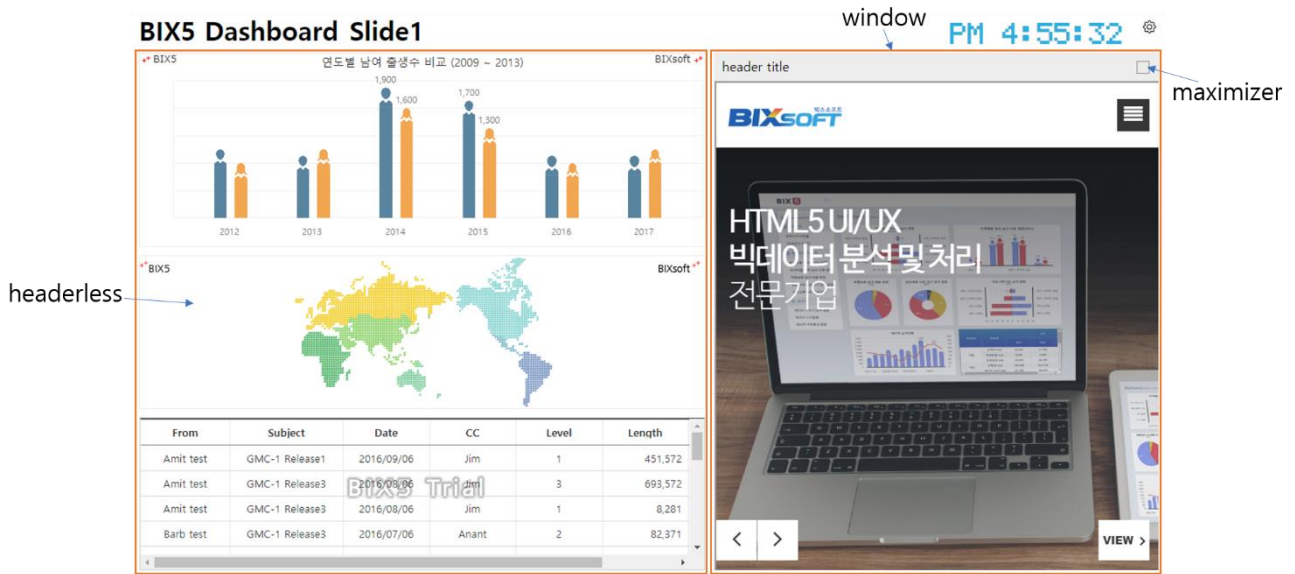 window
BIX5 Dashboard Slide1
PM 4:55:32
BIX5
연도별 남여 출생수 비교 (2009 ~ 2013)
BIXsoft
1,900
1,600
1,700
1,300
2012 2013 2014 2015 2016 2017
headerless
BIX5
BIXsoft
From Subject Date CC Level Length
Amit test GMC-1 Release1 2016/09/06 Jim 1 451,572
Amit test GMC-1 Release3 2016/08/06 Jim 3 693,572
BIX5 Trial
Amit test GMC-1 Release3 2016/08/06 Jim 1 8,281
Barb test GMC-1 Release3 2016/07/06 Anant 2 82,371
header title
maximizer
빅스소프트
BIXSOFT
BIX5
HTML5 UI/UX
빅데이터 분석 및 처리
전문기업
VIEW >